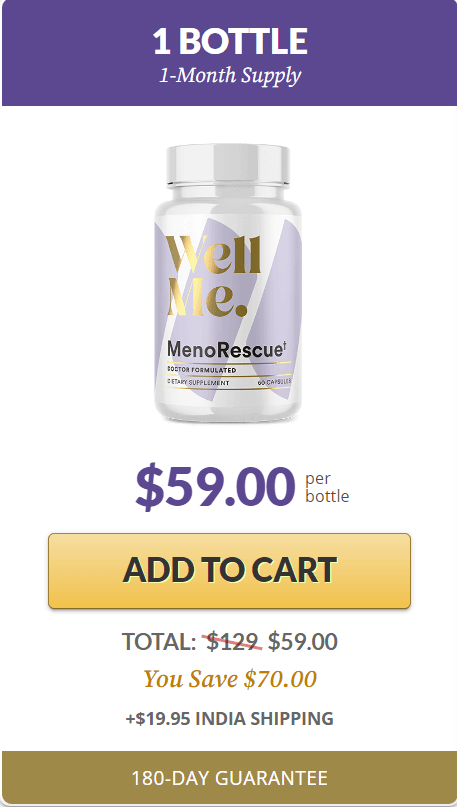 1 BOTTLE
1-Month Supply
Well
Me.
MenoRescue†
DOCTOR FORMULATED
DIETARY SUPPLEMENT 60 CAPSULES
$59.00 per
bottle
ADD TO CART
TOTAL: $129 $59.00
You Save $70.00
+$19.95 INDIA SHIPPING
180-DAY GUARANTEE